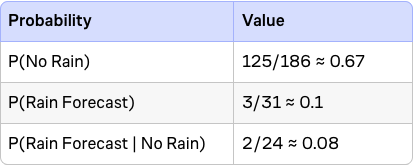 Probability Value
P(No Rain) 125/186 ≈ 0.67
P(Rain Forecast) 3/31 ≈ 0.1
P(Rain Forecast | No Rain) 2/24 ≈ 0.08